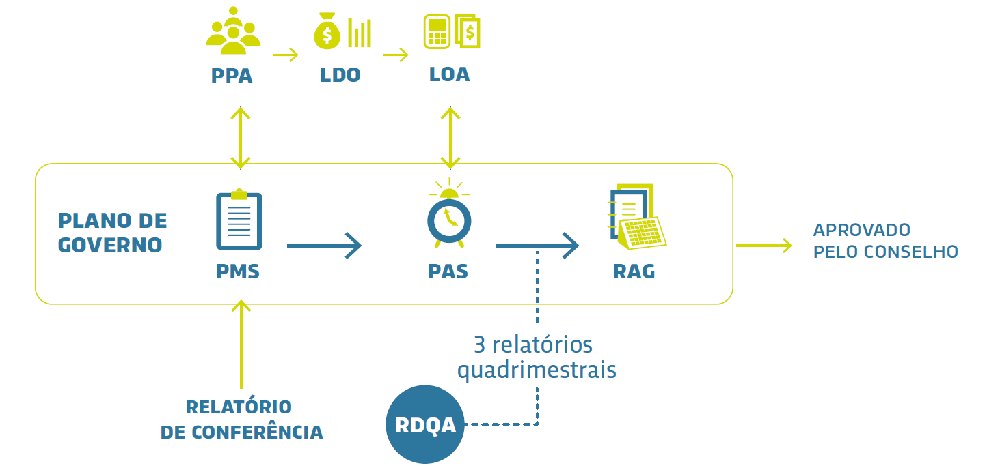 PPA
LDO
LOA
PLANO DE
GOVERNO
PMS
PAS
RAG
APROVADO
PELO CONSELHO
3 relatórios
quadrimestrais
RELATÓRIO
DE CONFERÊNCIA
RDQA